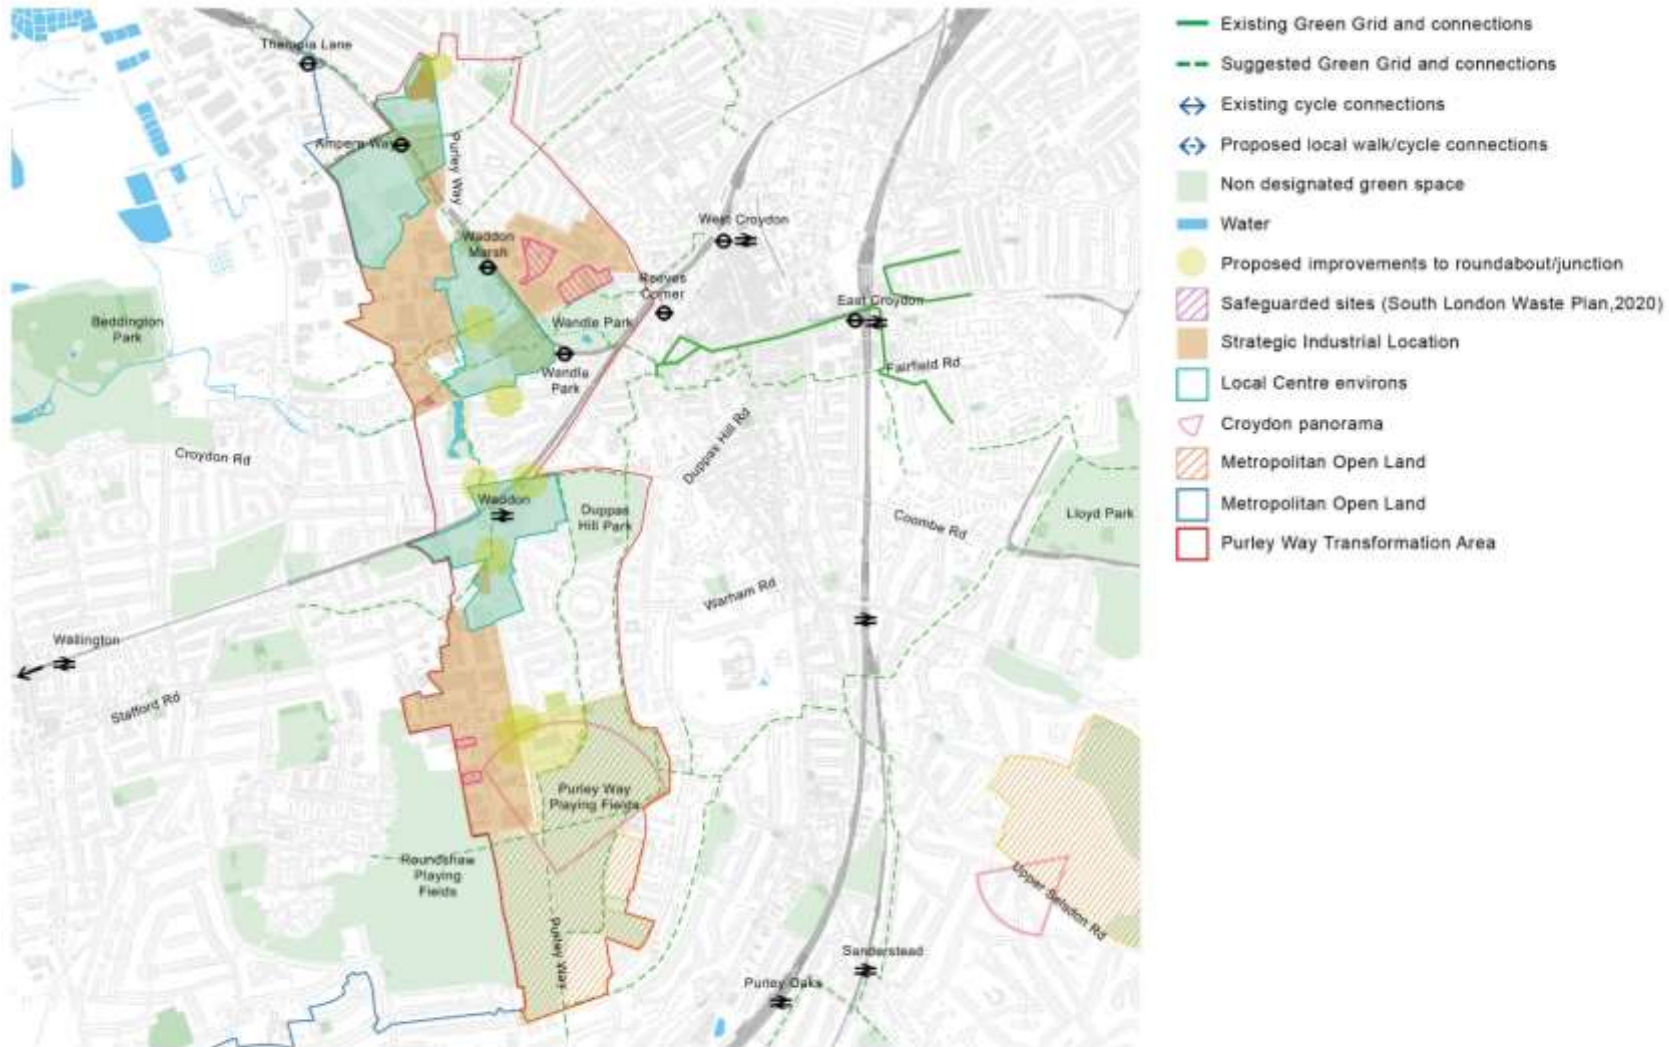 Therapia Lane
Ampere Way
Purley Way
West Croydon
Waddon
Marsh
Reeves
Corner
East Croydon
Beddington
Park
Wandle Park
Wandle
Park
Fairfield Rd
Croydon Rd
Duppas Hill Rd
Waddon
Duppas
Hill Park
Coombe Rd
Lloyd Park
Warham Rd
Wallington
Stafford Rd
Purley Way
Playing Fields
Roundshaw
Playing
Fields
Upper Selsdon Rd
Purley Way
Sanderstead
Purley Oaks
Existing Green Grid and connections
Suggested Green Grid and connections
Existing cycle connections
Proposed local walk/cycle connections
Non designated green space
Water
Proposed improvements to roundabout/junction
Safeguarded sites (South London Waste Plan,2020)
Strategic Industrial Location
Local Centre environs
Croydon panorama
Metropolitan Open Land
Metropolitan Open Land
Purley Way Transformation Area